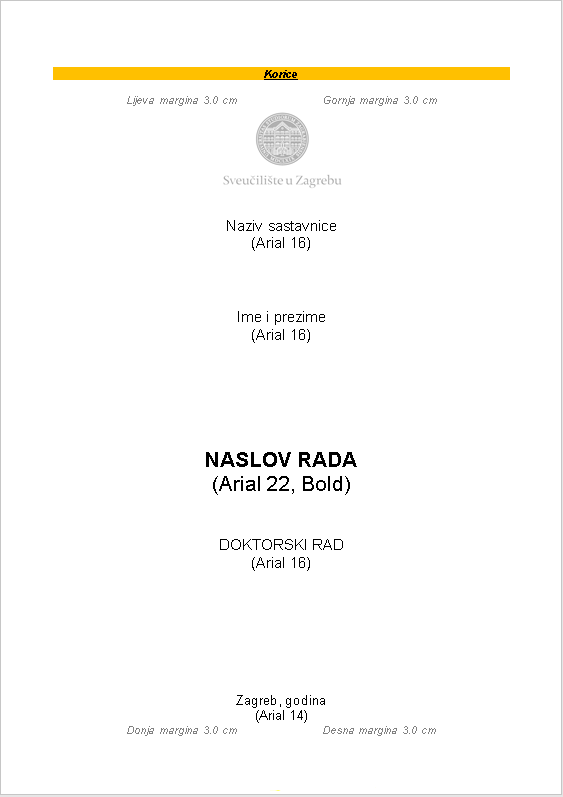 Korice
Lijeva margina 3.0 cm Gornja margina 3.0 cm
Sveučilište u Zagrebu
Naziv sastavnice
(Arial 16)
Ime i prezime
(Arial 16)
NASLOV RADA
(Arial 22, Bold)
DOKTORSKI RAD
(Arial 16)
Zagreb, godina
(Arial 14)
Donja margina 3.0 cm Desna margina 3.0 cm